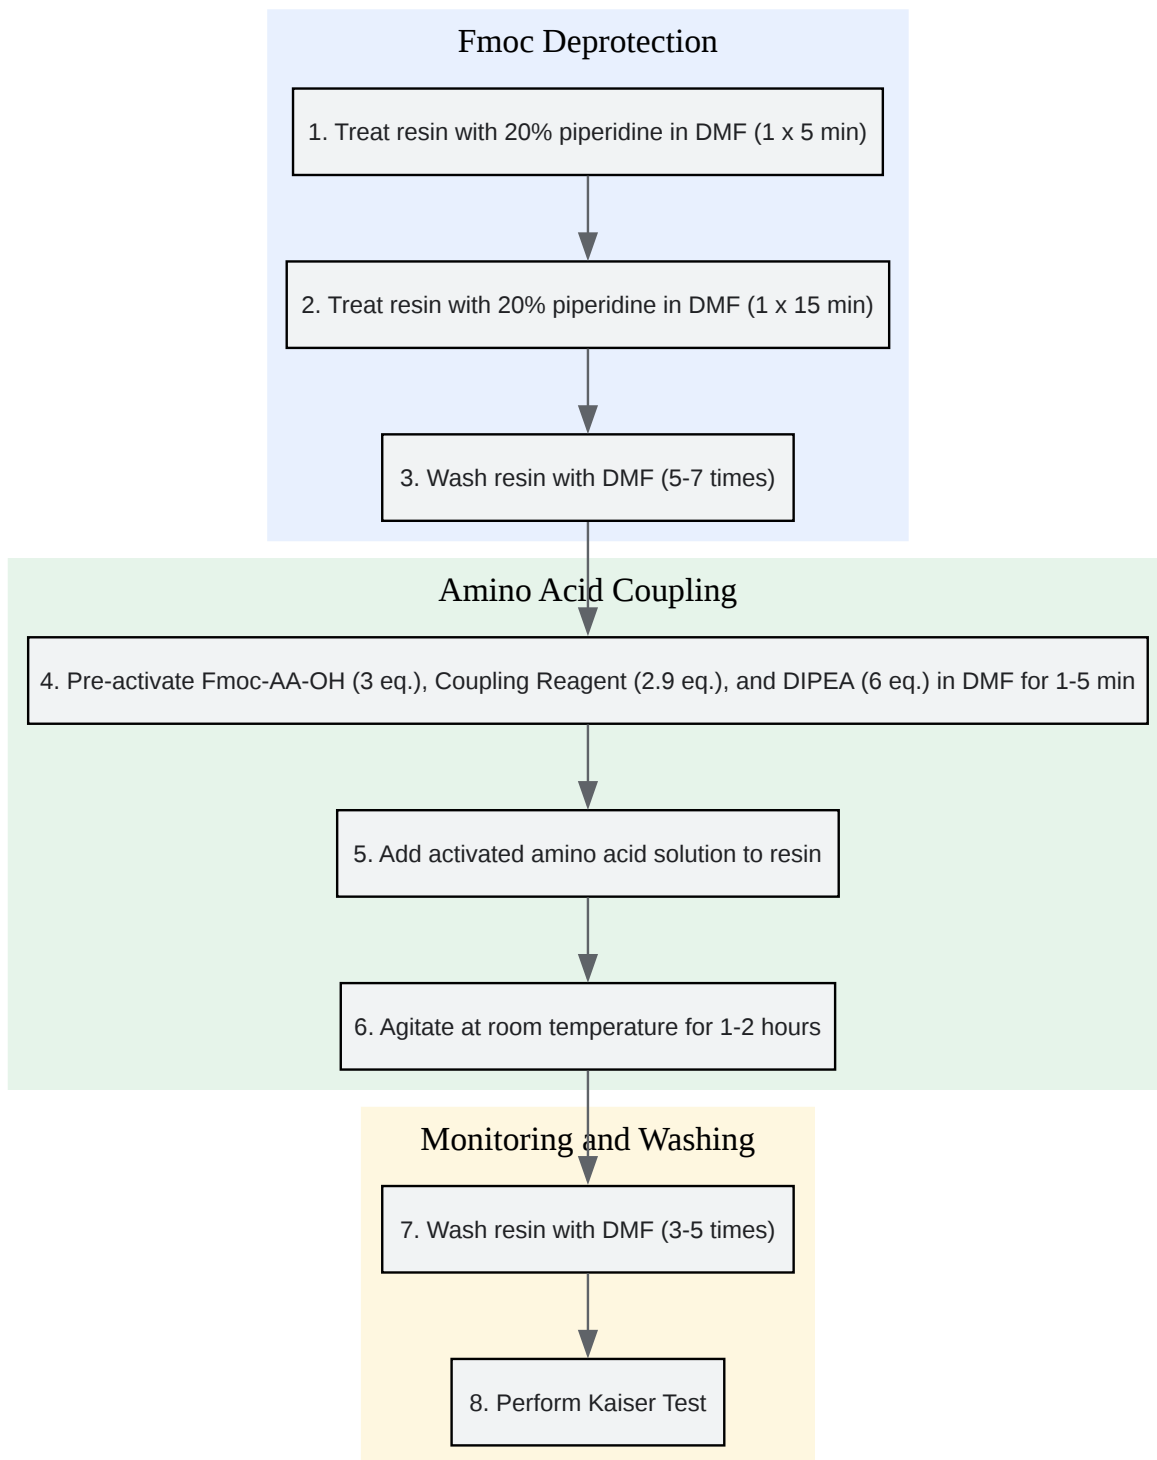 Fmoc Deprotection
1. Treat resin with 20% piperidine in DMF (1 x 5 min)
2. Treat resin with 20% piperidine in DMF (1 x 15 min)
3. Wash resin with DMF (5-7 times)
Amino Acid Coupling
4. Pre-activate Fmoc-AA-OH (3 eq.), Coupling Reagent (2.9 eq.), and DIPEA (6 eq.) in DMF for 1-5 min
5. Add activated amino acid solution to resin
6. Agitate at room temperature for 1-2 hours
Monitoring and Washing
7. Wash resin with DMF (3-5 times)
8. Perform Kaiser Test